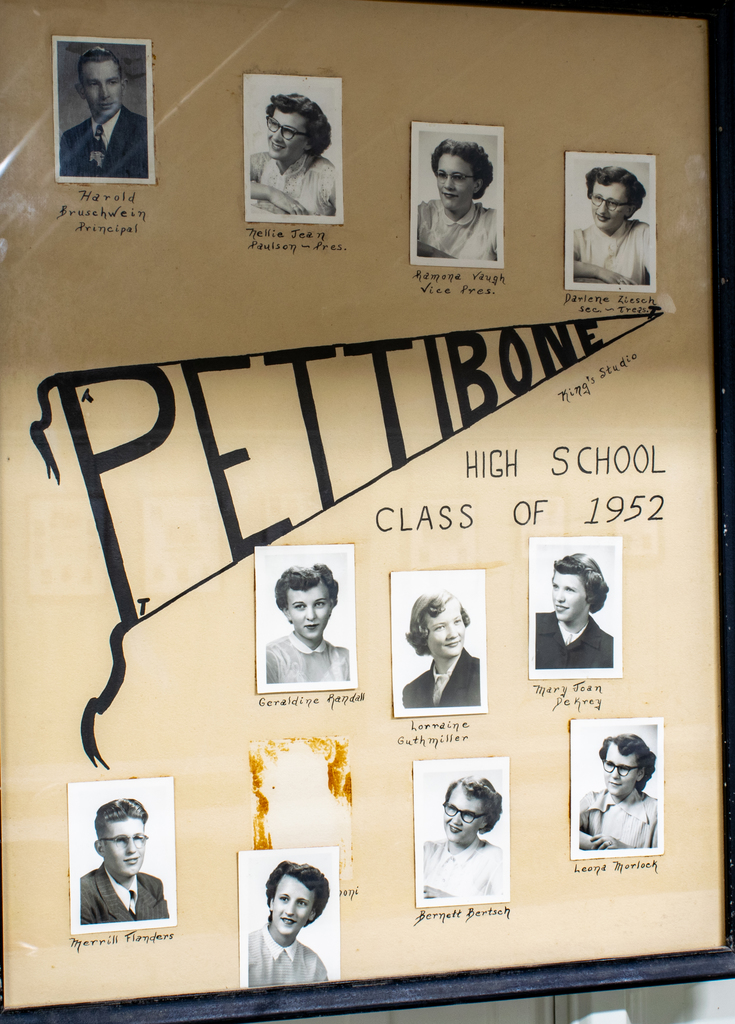 Harold
Bruschwein
Principal
Nellie Jean
Paulson - Pres.
Ramona Vaugh
Vice Pres.
Darlene Ziesch
Sec. - Treas.
PETTIBONE
King's Studio
HIGH SCHOOL
CLASS OF 1952
Geraldine Randall
Lorraine
Guthmiller
Mary Joan
DeKrey
Merrill Flanders
oni
Bernett Bertsch
Leona Morlock